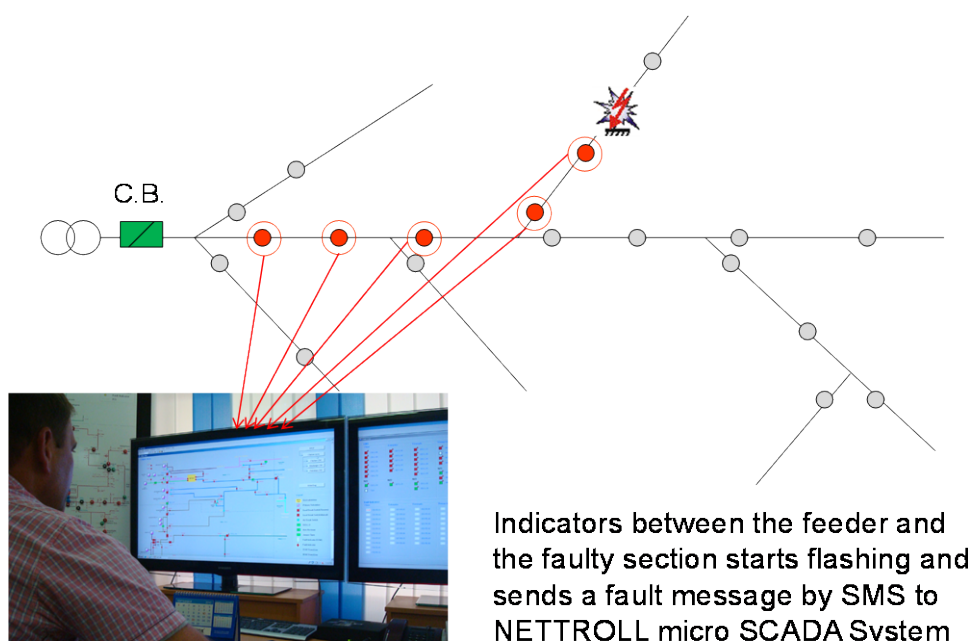 C.B.
Indicators between the feeder and
the faulty section starts flashing and
sends a fault message by SMS to
NETTROLL micro SCADA System